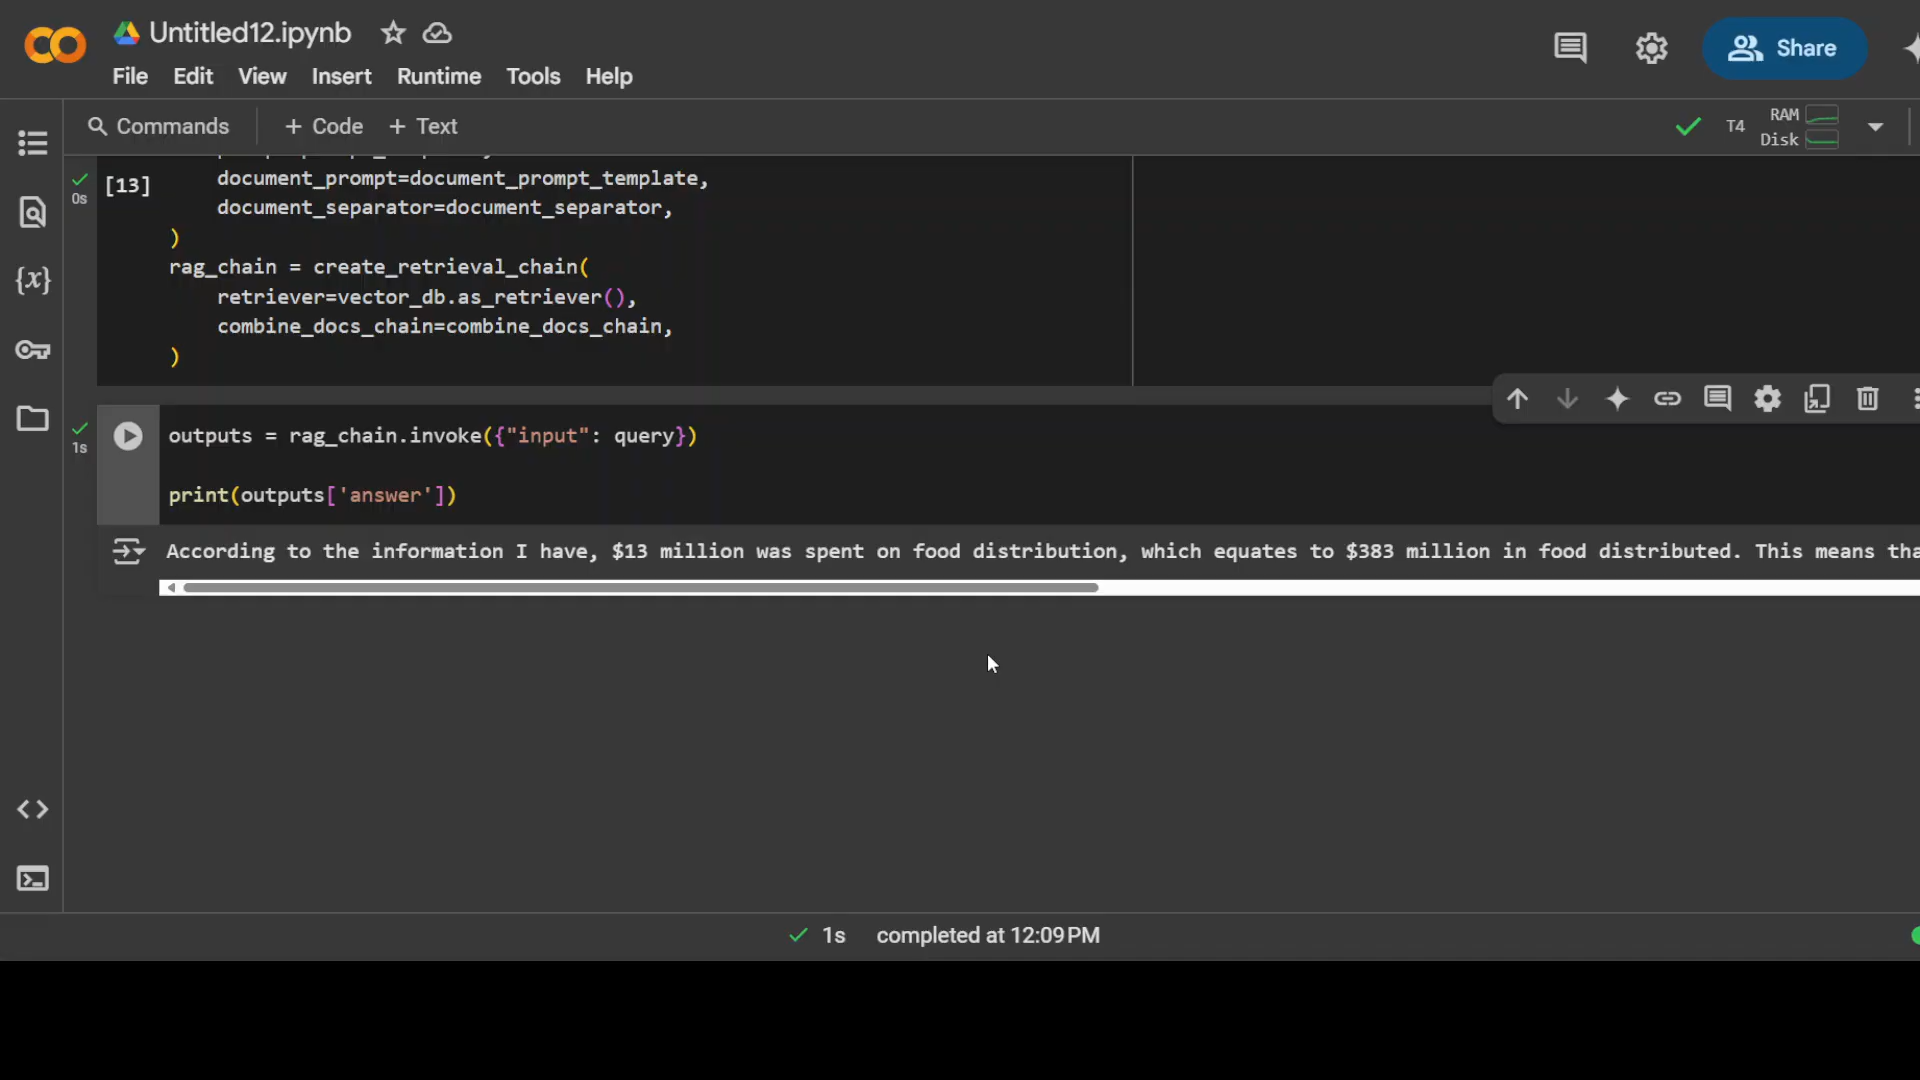 Untitled12.ipynb
File Edit View Insert Runtime Tools Help
Share
Commands + Code + Text
T4 RAM
Disk
[13]
0s
document_prompt=document_prompt_template,
document_separator=document_separator,
)
rag_chain = create_retrieval_chain(
retriever=vector_db.as_retriever(),
combine_docs_chain=combine_docs_chain,
)
1s
outputs = rag_chain.invoke({"input": query})
print(outputs['answer'])
According to the information I have, $13 million was spent on food distribution, which equates to $383 million in food distributed. This means tha
1s completed at 12:09 PM